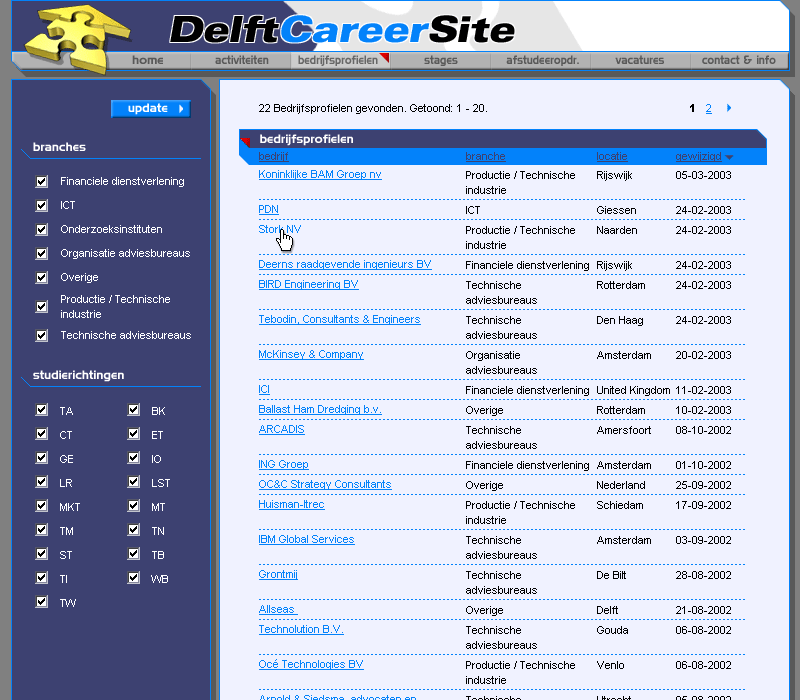 DelftCareerSite
home activiteiten bedrijfsprofielen stages afstudeeropdr. vacatures contact & info
update
branches
Financiele dienstverlening
ICT
Onderzoeksinstituten
Organisatie adviesbureaus
Overige
Productie / Technische
industrie
Technische adviesbureaus
studierichtingen
TA BK
CT ET
GE IO
LR LST
MKT MT
TM TN
ST TB
TI WB
TW
22 Bedrijfsprofielen gevonden. Getoond: 1 - 20. 1 2
bedrijfsprofielen
bedrijf branche locatie gewijzigd
Koninklijke BAM Groep nv Productie / Technische Rijswijk 05-03-2003
industrie
PDN ICT Giessen 24-02-2003
Stork NV Productie / Technische Naarden 24-02-2003
industrie
Deerns raadgevende ingenieurs BV Financiele dienstverlening Rijswijk 24-02-2003
BIRD Engineering BV Technische Rotterdam 24-02-2003
adviesbureaus
Tebodin, Consultants & Engineers Technische Den Haag 24-02-2003
adviesbureaus
McKinsey & Company Organisatie Amsterdam 20-02-2003
adviesbureaus
ICI Financiele dienstverlening United Kingdom 11-02-2003
Ballast Ham Dredging b.v. Overige Rotterdam 10-02-2003
ARCADIS Technische Amersfoort 08-10-2002
adviesbureaus
ING Groep Financiele dienstverlening Amsterdam 01-10-2002
OC&C Strategy Consultants Overige Nederland 25-09-2002
Huisman-Itrec Productie / Technische Schiedam 17-09-2002
industrie
IBM Global Services Technische Amsterdam 03-09-2002
adviesbureaus
Grontmij Technische De Bilt 28-08-2002
adviesbureaus
Allseas Overige Delft 21-08-2002
Technolution B.V. Technische Gouda 06-08-2002
adviesbureaus
Océ Technologies BV Productie / Technische Venlo 06-08-2002
industrie
Arnold & Siedsma, advocaten en Technische Utrecht 05-08-2002